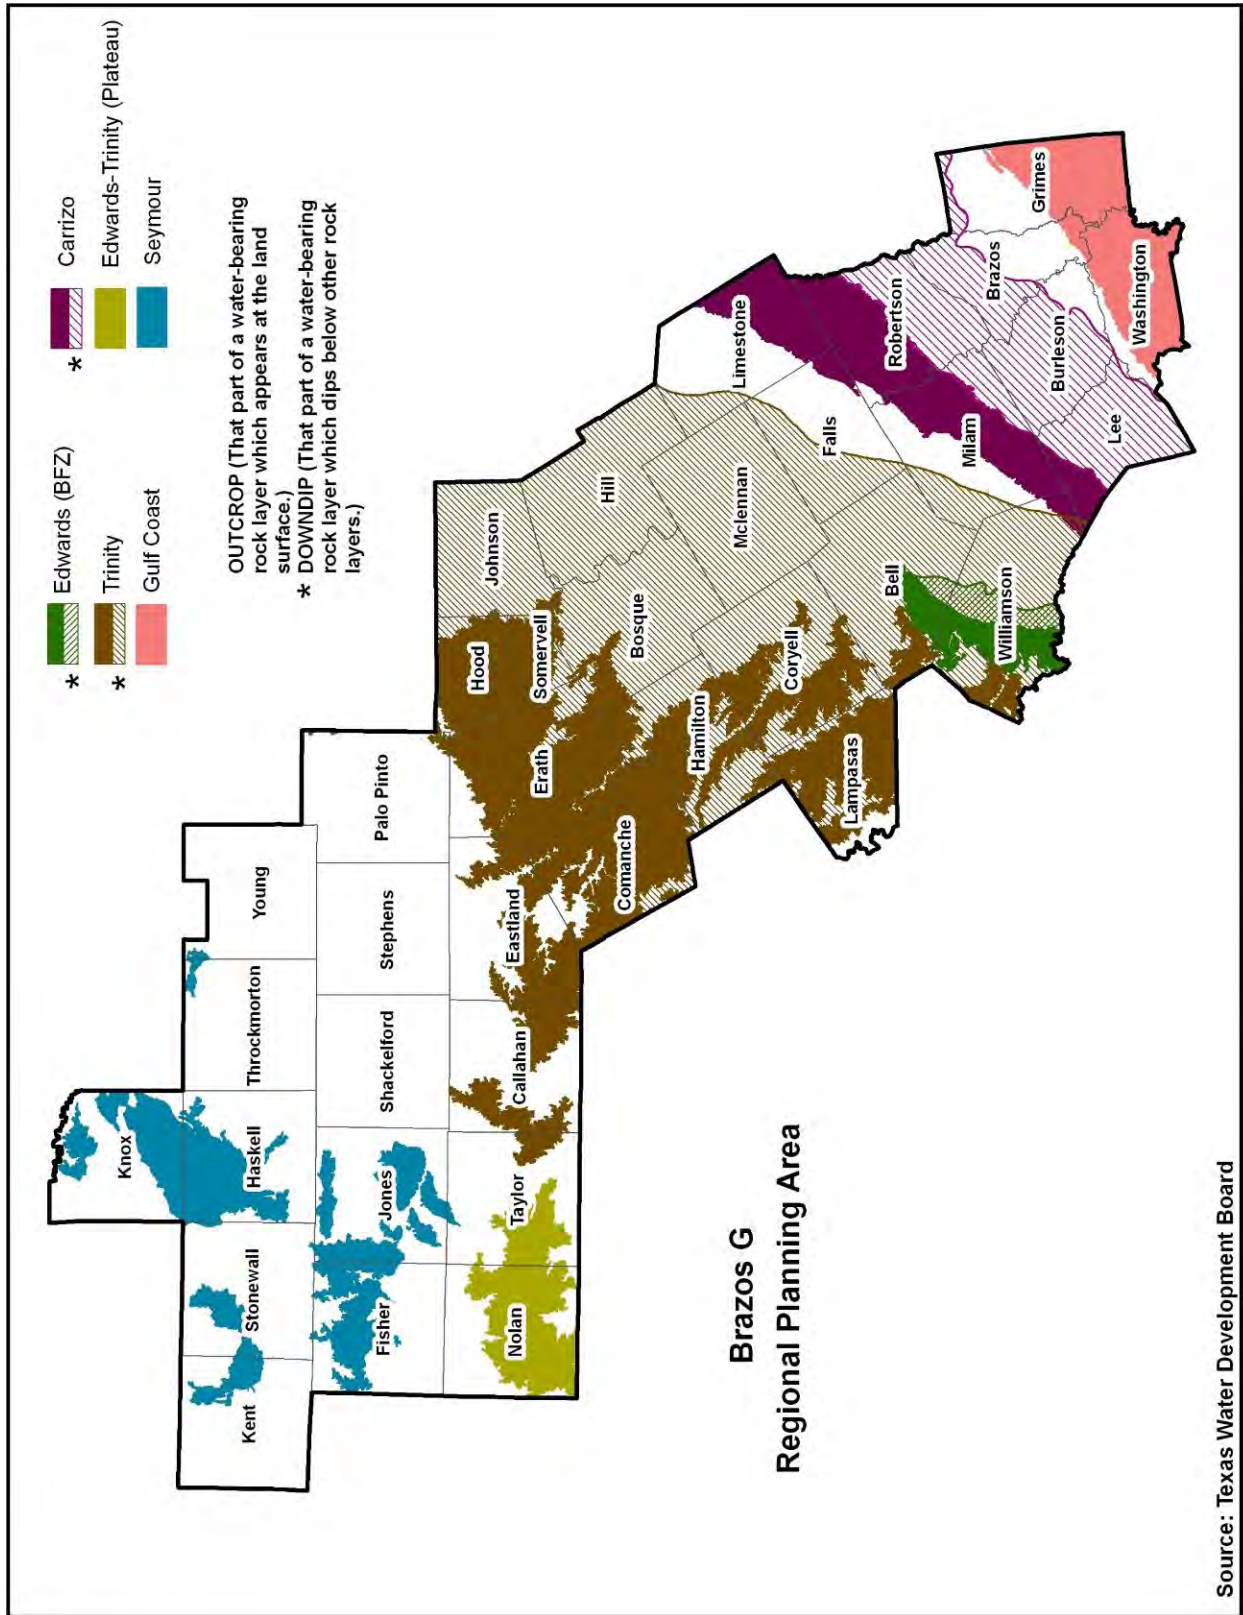 * Edwards (BFZ)
* Trinity
Gulf Coast
* Carrizo
Edwards-Trinity (Plateau)
Seymour
OUTCROP (That part of a water-bearing
rock layer which appears at the land
surface.)
* DOWNDIP (That part of a water-bearing
rock layer which dips below other rock
layers.)
Knox
Kent
Stonewall
Haskell
Throckmorton
Young
Fisher
Jones
Shackelford
Stephens
Palo Pinto
Nolan
Taylor
Callahan
Eastland
Erath
Hood
Johnson
Somervell
Comanche
Bosque
Hill
Hamilton
Mclennan
Limestone
Coryell
Falls
Lampasas
Bell
Robertson
Milam
Williamson
Brazos
Grimes
Burleson
Lee
Washington
Brazos G
Regional Planning Area
Source: Texas Water Development Board